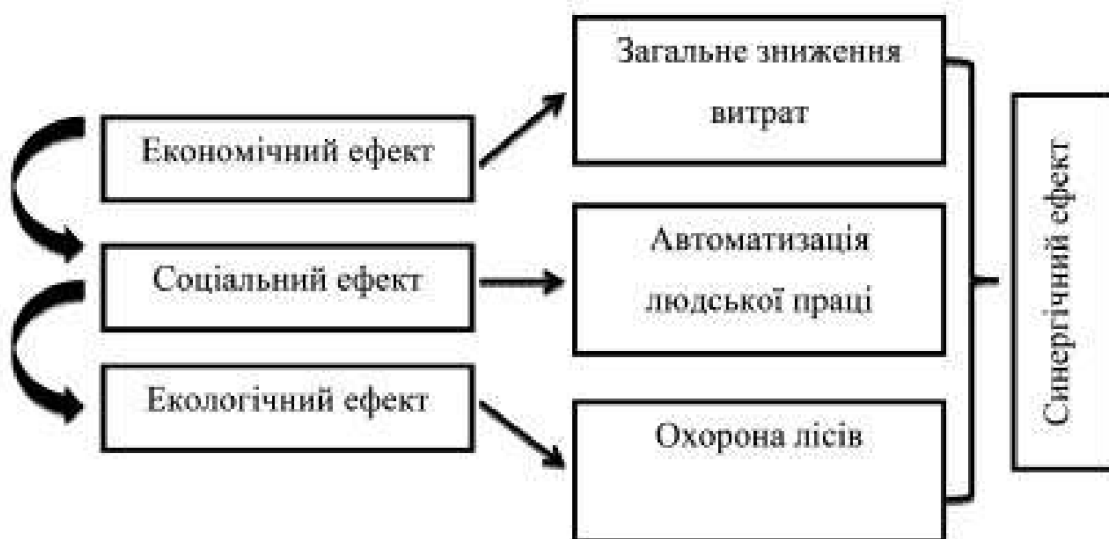 Загальне зниження
витрат
Економічний ефект
Автоматизація
людської праці
Соціальний ефект
Екологічний ефект
Охорона лісів
Синергічний ефект